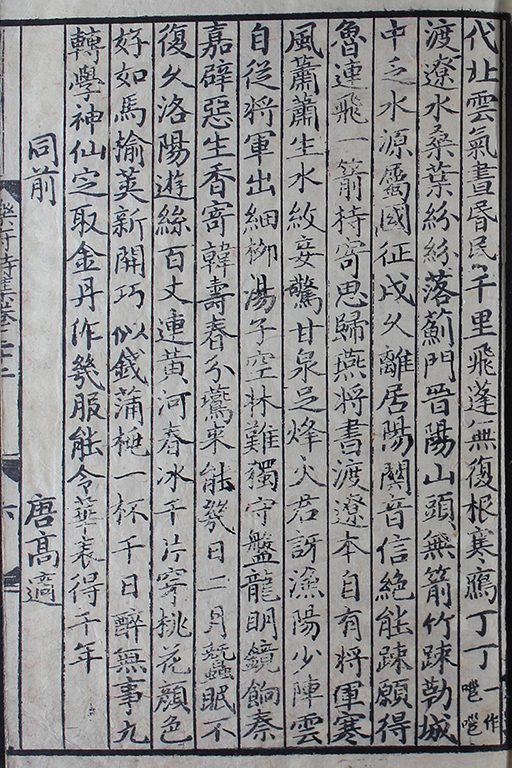 代北雲氣晝昏昏千里飛蓬無復根寒鴈丁丁一作嗈嗈
渡遼水桑葉紛紛落薊門晋陽山頭無箭竹踈勒城
中乏水源屬國征戍久離居陽關音信絶能踈願得
魯連飛一箭持寄思歸燕將書渡遼本自有將軍寒
風蕭蕭生水紋妾驚甘泉足烽火君訝漁陽少陣雲
自從將軍出細柳蕩子空牀難獨守盤龍明鏡餉秦
嘉辟惡生香寄韓壽春分鷰來能幾日二月蠶眠不
復久洛陽遊絲百丈連黄河春冰千片穿桃花顔色
好如馬揄莢新開巧似錢蒲桃一杯千日醉無事九
轉學神仙定取金丹作幾服能令華表得千年
同前 唐高適
樂府詩集卷三十二 六